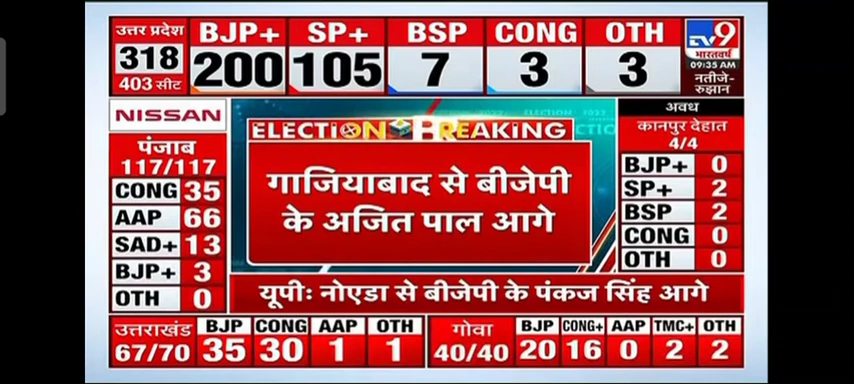 उत्तर प्रदेश
318
403 सीट
BJP+ SP+ BSP CONG OTH
200 105 7 3 3
TV9
भारतवर्ष
09:35 AM
नतीजे-
रुझान
NISSAN
पंजाब
117/117
CONG 35
AAP 66
SAD+ 13
BJP+ 3
OTH 0
ELECTION BREAKING
गाजियाबाद से बीजेपी
के अजित पाल आगे
यूपीः नोएडा से बीजेपी के पंकज सिंह आगे
अवध
कानपुर देहात
4/4
BJP+ 0
SP+ 2
BSP 2
CONG 0
OTH 0
उत्तराखंड BJP CONG AAP OTH
67/70 35 30 1 1
गोवा BJP CONG+ AAP TMC+ OTH
40/40 20 16 0 2 2